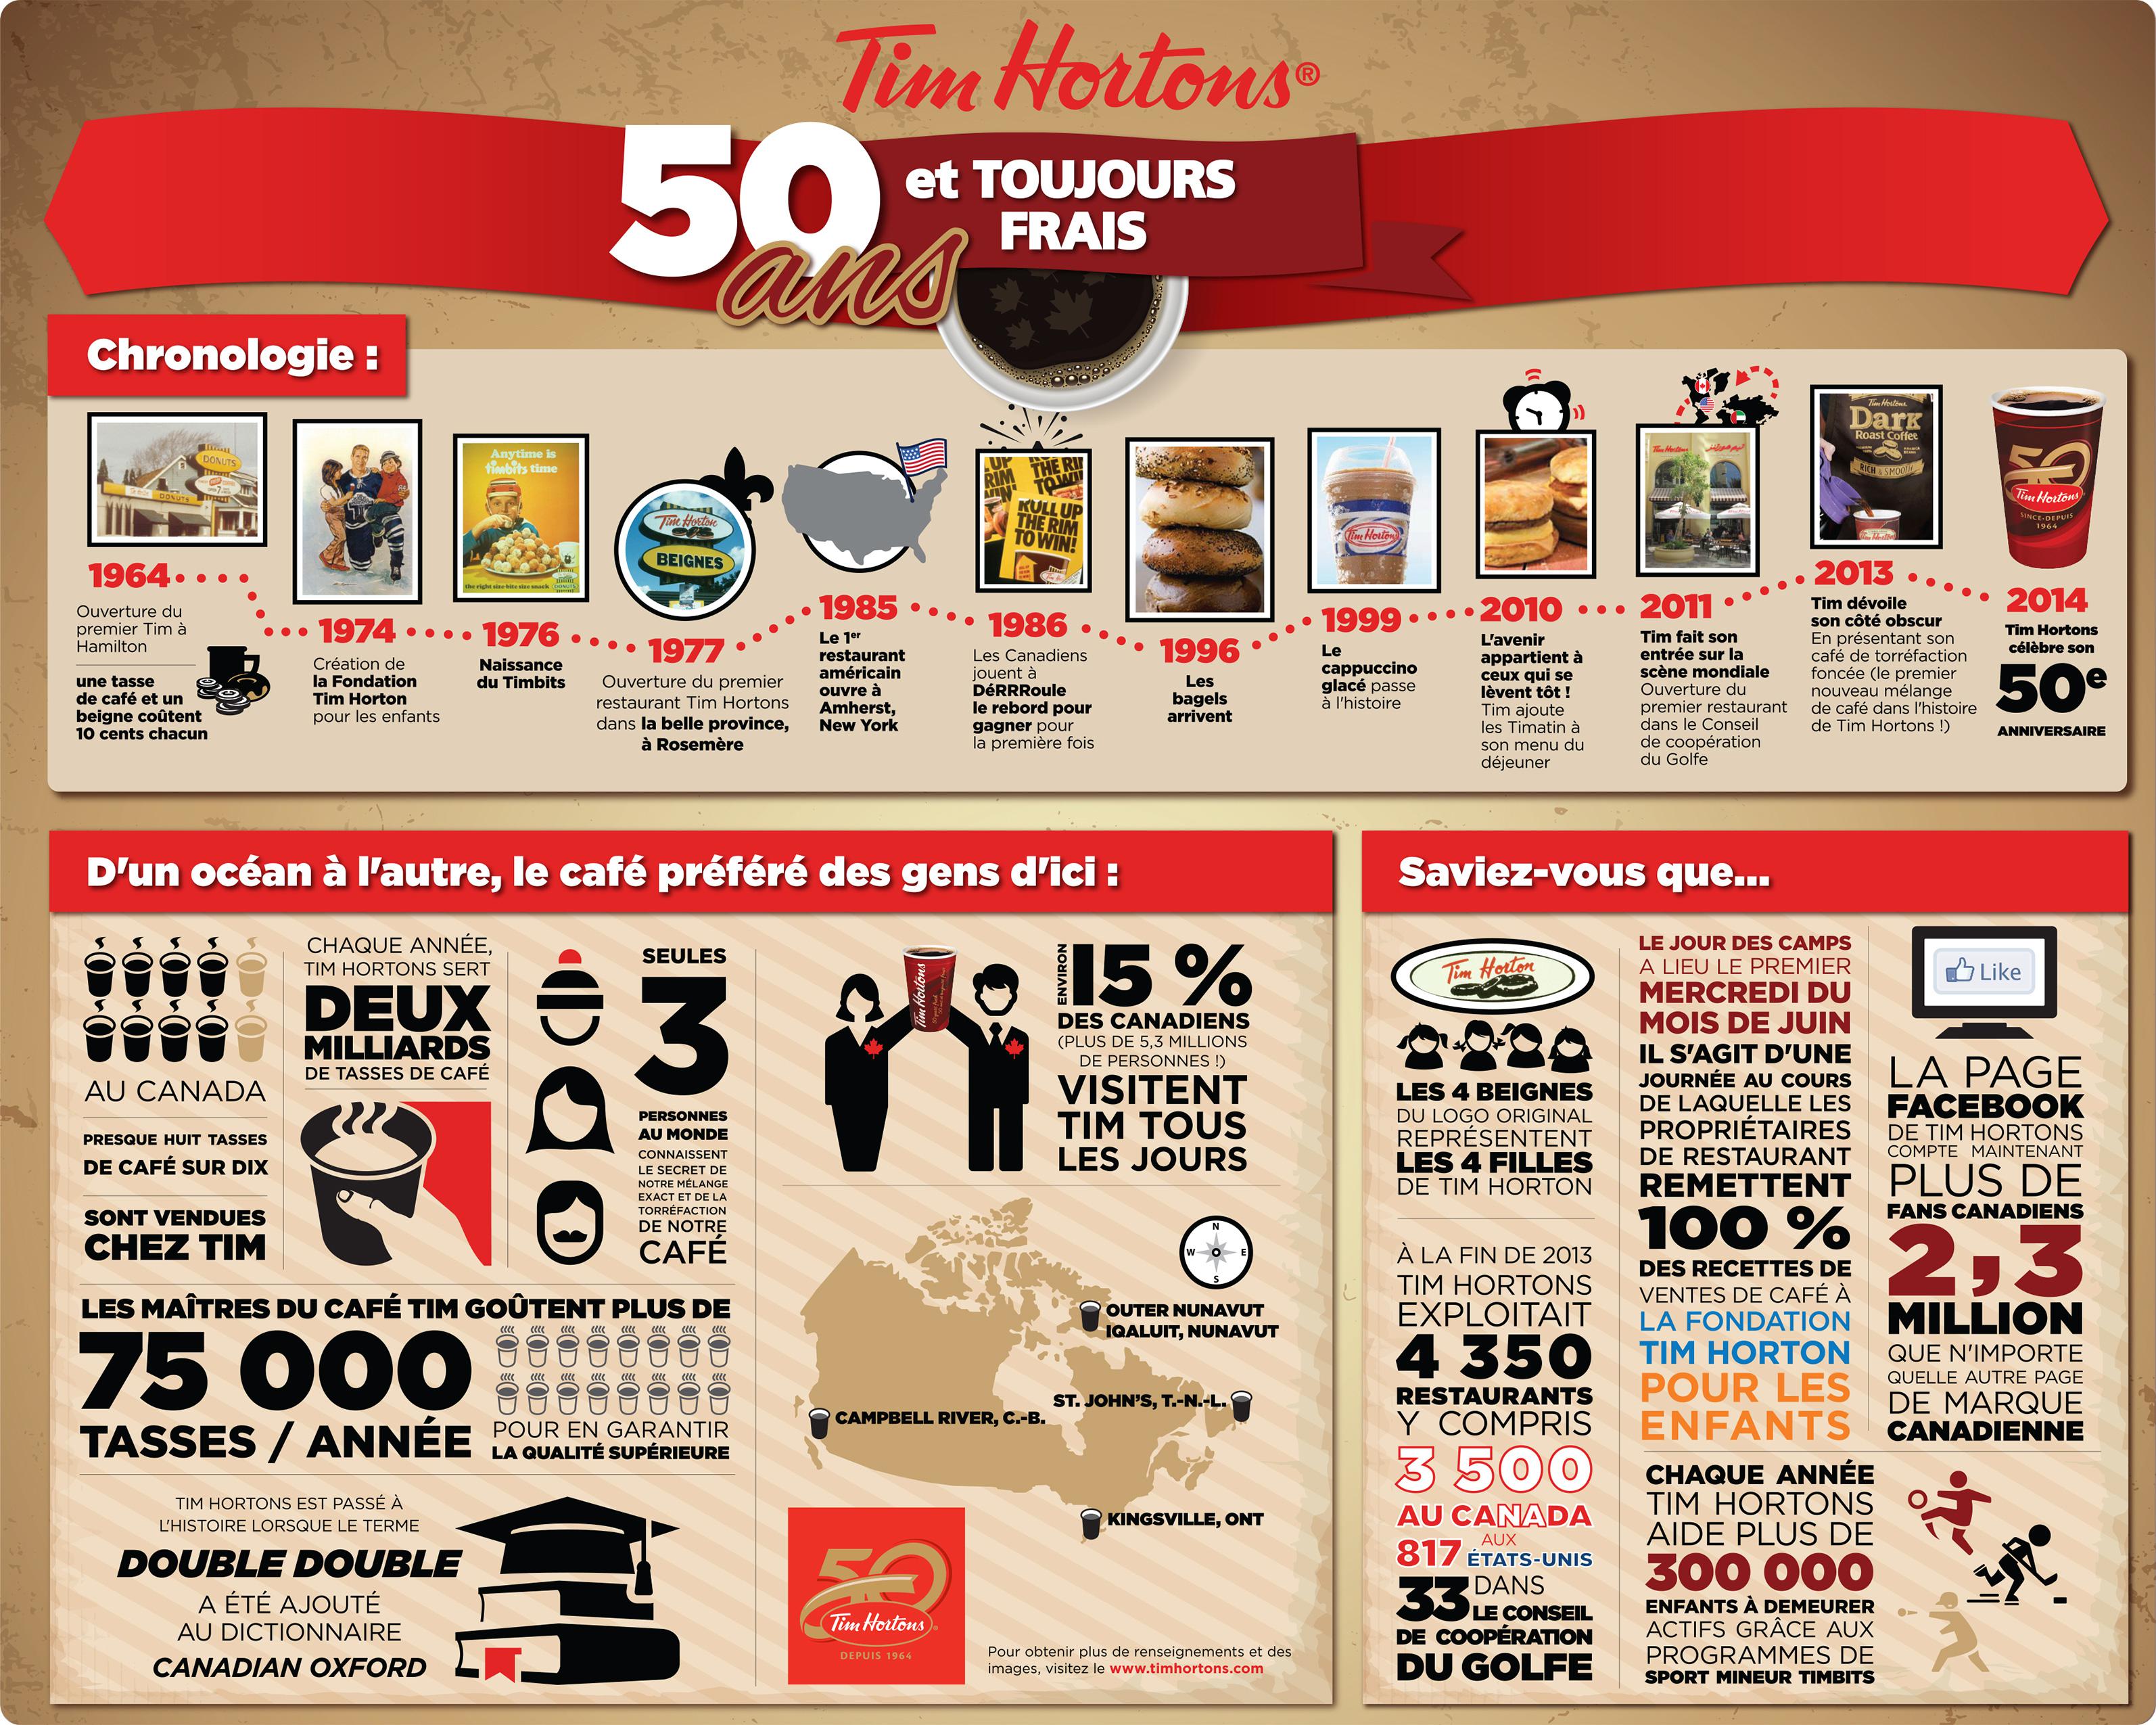 Tim Hortons®
50
ans
et TOUJOURS
FRAIS
Chronologie :
DONUTS
DONUTS
1964
Ouverture du
premier Tim à
Hamilton
une tasse
de café et un
beigne coûtent
10 cents chacun
1974
Création de
la Fondation
Tim Horton
pour les enfants
Anytime is
timbits time
the right size bite size snack
1976
Naissance
du Timbits
Tim Horton
BEIGNES
1977
Ouverture du premier
restaurant Tim Hortons
dans la belle province,
à Rosemère
1985
Le 1er
restaurant
américain
ouvre à
Amherst,
New York
ROLL UP
THE RIM
TO WIN!
1986
Les Canadiens
jouent à
DéRRRoule
le rebord pour
gagner pour
la première fois
1996
Les
bagels
arrivent
Tim Hortons
1999
Le
cappuccino
glacé passe
à l'histoire
2010
L'avenir
appartient à
ceux qui se
lèvent tôt !
Tim ajoute
les Timatin à
son menu du
déjeuner
Tim Hortons
2011
Tim fait son
entrée sur la
scène mondiale
Ouverture du
premier restaurant
dans le Conseil
de coopération
du Golfe
Tim Hortons
Dark
Roast Coffee
RICH & SMOOTH
Tim Hortons
2013
Tim dévoile
son côté obscur
En présentant son
café de torréfaction
foncée (le premier
nouveau mélange
de café dans l'histoire
de Tim Hortons !)
50
Tim Hortons
SINCE-DEPUIS
1964
2014
Tim Hortons
célèbre son
50e
ANNIVERSAIRE
D'un océan à l'autre, le café préféré des gens d'ici :
AU CANADA
PRESQUE HUIT TASSES
DE CAFÉ SUR DIX
SONT VENDUES
CHEZ TIM
CHAQUE ANNÉE,
TIM HORTONS SERT
DEUX
MILLIARDS
DE TASSES DE CAFÉ
SEULES
3
PERSONNES
AU MONDE
CONNAISSENT
LE SECRET DE
NOTRE MÉLANGE
EXACT ET DE LA
TORRÉFACTION
DE NOTRE
CAFÉ
LES MAÎTRES DU CAFÉ TIM GOÛTENT PLUS DE
75 000
TASSES / ANNÉE
POUR EN GARANTIR
LA QUALITÉ SUPÉRIEURE
TIM HORTONS EST PASSÉ À
L'HISTOIRE LORSQUE LE TERME
DOUBLE DOUBLE
A ÉTÉ AJOUTÉ
AU DICTIONNAIRE
CANADIAN OXFORD
Tim Hortons
ENVIRON
15 %
DES CANADIENS
(PLUS DE 5,3 MILLIONS
DE PERSONNES !)
VISITENT
TIM TOUS
LES JOURS
N
W
E
S
OUTER NUNAVUT
IQALUIT, NUNAVUT
ST. JOHN'S, T.-N.-L.
CAMPBELL RIVER, C.-B.
KINGSVILLE, ONT
50
Tim Hortons
DEPUIS 1964
Pour obtenir plus de renseignements et des
images, visitez le www.timhortons.com
Saviez-vous que...
Tim Horton
LES 4 BEIGNES
DU LOGO ORIGINAL
REPRÉSENTENT
LES 4 FILLES
DE TIM HORTON
À LA FIN DE 2013
TIM HORTONS
EXPLOITAIT
4 350
RESTAURANTS
Y COMPRIS
3 500
AU CANADA
817 AUX
ÉTATS-UNIS
33 DANS
LE CONSEIL
DE COOPÉRATION
DU GOLFE
LE JOUR DES CAMPS
A LIEU LE PREMIER
MERCREDI DU
MOIS DE JUIN
IL S'AGIT D'UNE
JOURNÉE AU COURS
DE LAQUELLE LES
PROPRIÉTAIRES
DE RESTAURANT
REMETTENT
100 %
DES RECETTES DE
VENTES DE CAFÉ À
LA FONDATION
TIM HORTON
POUR LES
ENFANTS
Like
LA PAGE
FACEBOOK
DE TIM HORTONS
COMPTE MAINTENANT
PLUS DE
FANS CANADIENS
2,3
MILLION
QUE N'IMPORTE
QUELLE AUTRE PAGE
DE MARQUE
CANADIENNE
CHAQUE ANNÉE
TIM HORTONS
AIDE PLUS DE
300 000
ENFANTS À DEMEURER
ACTIFS GRÂCE AUX
PROGRAMMES DE
SPORT MINEUR TIMBITS